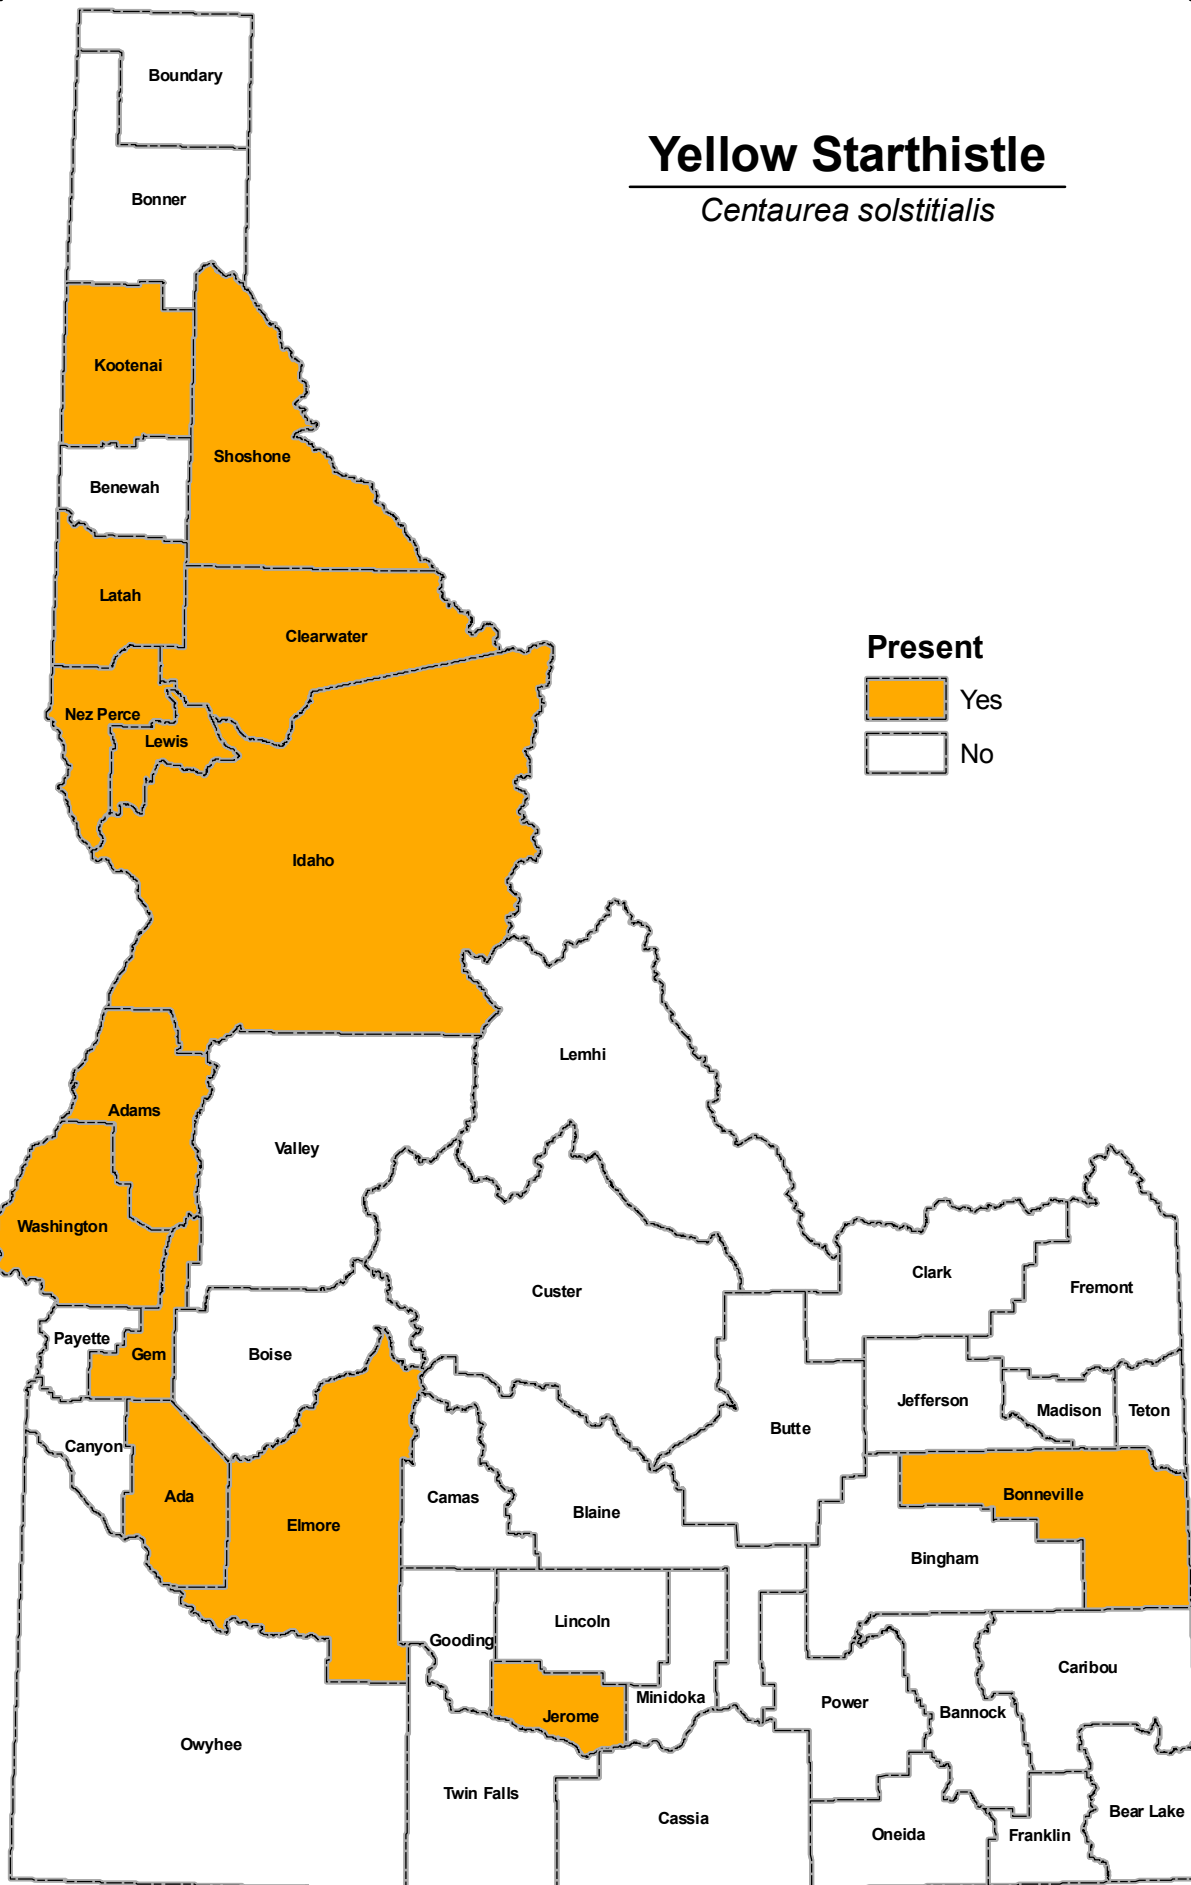 Boundary
Yellow Starthistle
Centaurea solstitialis
Bonner
Kootenai
Shoshone
Benewah
Latah
Clearwater
Present
Yes
No
Nez Perce
Lewis
Idaho
Lemhi
Adams
Valley
Washington
Custer
Clark
Fremont
Payette
Gem
Boise
Jefferson
Madison
Teton
Butte
Canyon
Ada
Elmore
Camas
Blaine
Bonneville
Bingham
Gooding
Lincoln
Caribou
Minidoka
Power
Bannock
Jerome
Owyhee
Twin Falls
Cassia
Oneida
Franklin
Bear Lake